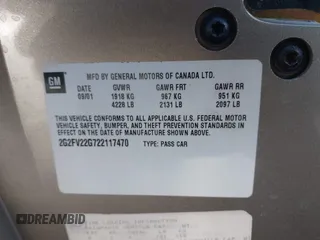 GM
MFD BY GENERAL MOTORS OF CANADA LTD.
DATE GVWR GAWR FRT GAWR RR
09/01 1918 KG 967 KG 951 KG
4228 LB 2131 LB 2097 LB
THIS VEHICLE CONFORMS TO ALL APPLICABLE U.S. FEDERAL MOTOR
VEHICLE SAFETY, BUMPER, AND THEFT PREVENTION STANDARDS IN
EFFECT ON THE DATE OF MANUFACTURE SHOWN ABOVE.
2G2FV22G722117470 TYPE: PASS CAR
DIVAR.BID